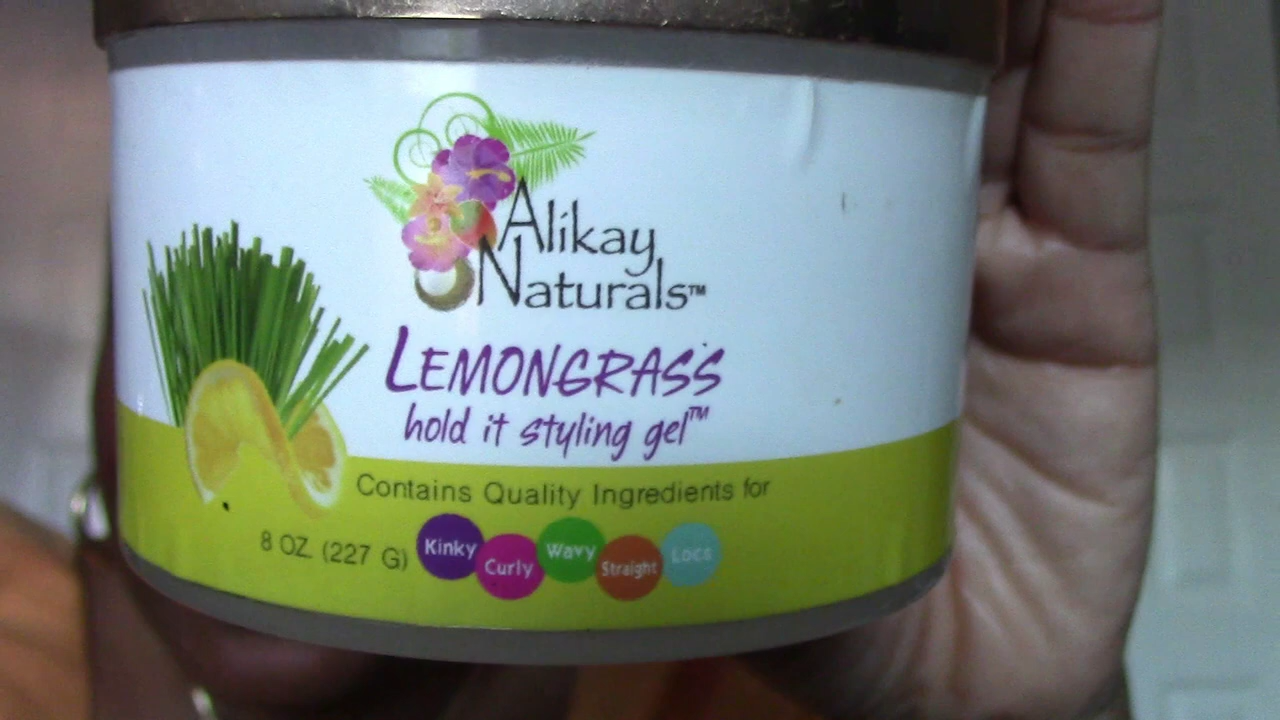 Alikay
Naturals™
LEMONGRASS
hold it styling gel™
Contains Quality Ingredients for
8 OZ. (227 G)
Kinky
Curly
Wavy
Straight
Locs